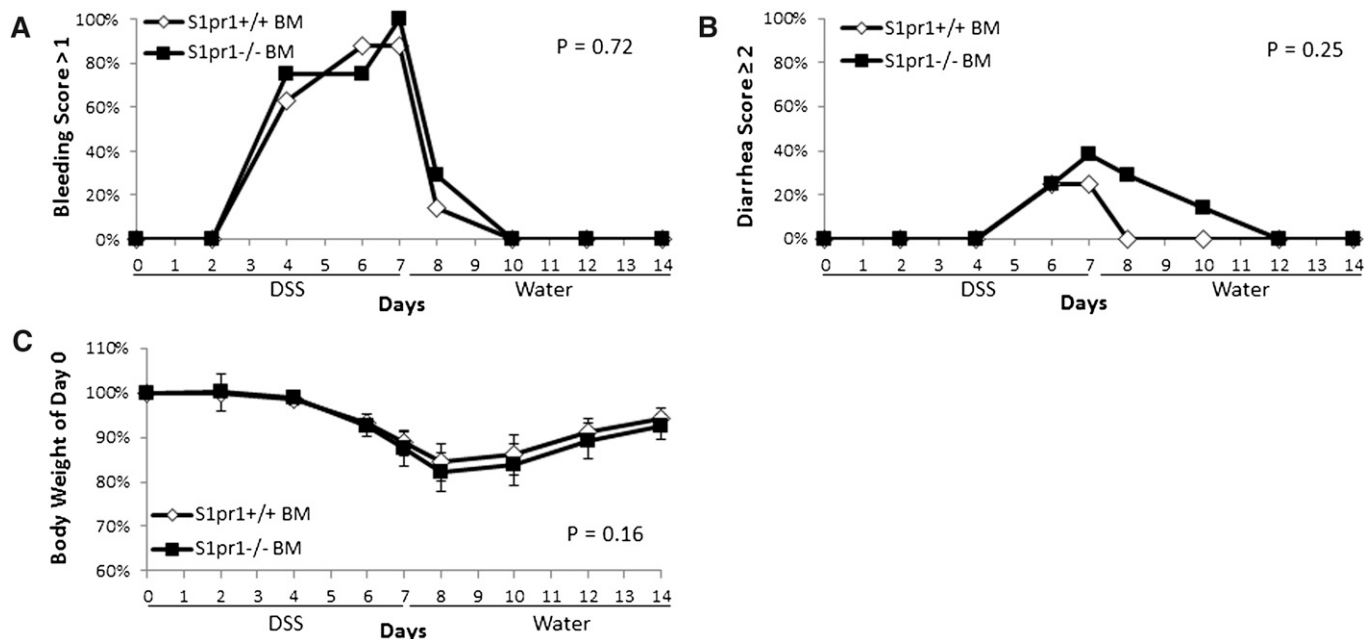 A
Bleeding Score > 1
100%
80%
60%
40%
20%
0%
S1pr1+/+ BM
S1pr1-/- BM
P = 0.72
0 1 2 3 4 5 6 7 8 9 10 11 12 13 14
DSS Water
Days
B
Diarrhea Score ≥ 2
100%
80%
60%
40%
20%
0%
S1pr1+/+ BM
S1pr1-/- BM
P = 0.25
0 1 2 3 4 5 6 7 8 9 10 11 12 13 14
DSS Water
Days
C
Body Weight of Day 0
110%
100%
90%
80%
70%
60%
S1pr1+/+ BM
S1pr1-/- BM
P = 0.16
0 1 2 3 4 5 6 7 8 9 10 11 12 13 14
DSS Water
Days